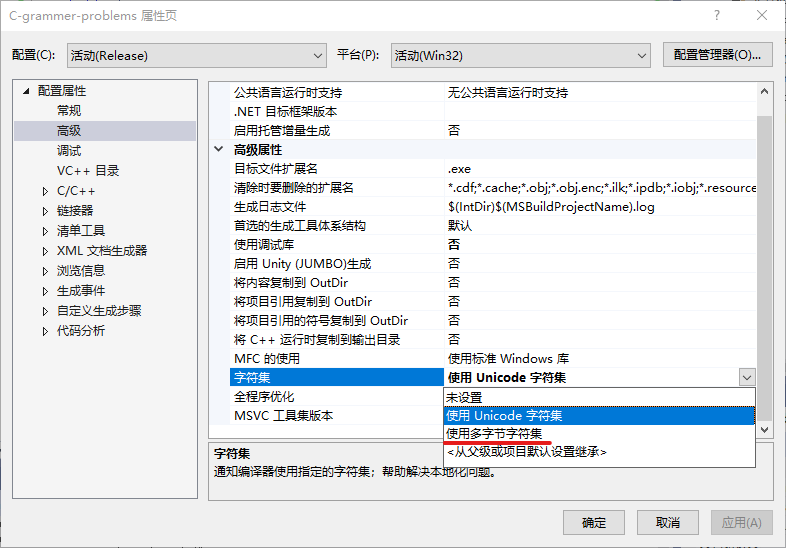 C-grammer-problems 属性页
配置(C): 活动(Release) 平台(P): 活动(Win32) 配置管理器(O)...
配置属性
常规
高级
调试
VC++ 目录
C/C++
链接器
清单工具
XML 文档生成器
浏览信息
生成事件
自定义生成步骤
代码分析
公共语言运行时支持 无公共语言运行时支持
.NET 目标框架版本
启用托管增量生成 否
高级属性
目标文件扩展名 .exe
清除时要删除的扩展名 *.cdf;*.cache;*.obj;*.obj.enc;*.ilk;*.ipdb;*.iobj;*.resource
生成日志文件 $(IntDir)$(MSBuildProjectName).log
首选的生成工具体系结构 默认
使用调试库 否
启用 Unity (JUMBO)生成 否
将内容复制到 OutDir 否
将项目引用复制到 OutDir 否
将项目引用的符号复制到 OutDir 否
将 C++ 运行时复制到输出目录 否
MFC 的使用 使用标准 Windows 库
字符集 使用 Unicode 字符集
全程序优化 未设置
MSVC 工具集版本 使用 Unicode 字符集
使用多字节字符集
<从父级或项目默认设置继承>
字符集
通知编译器使用指定的字符集；帮助解决本地化问题。
确定 取消 应用(A)